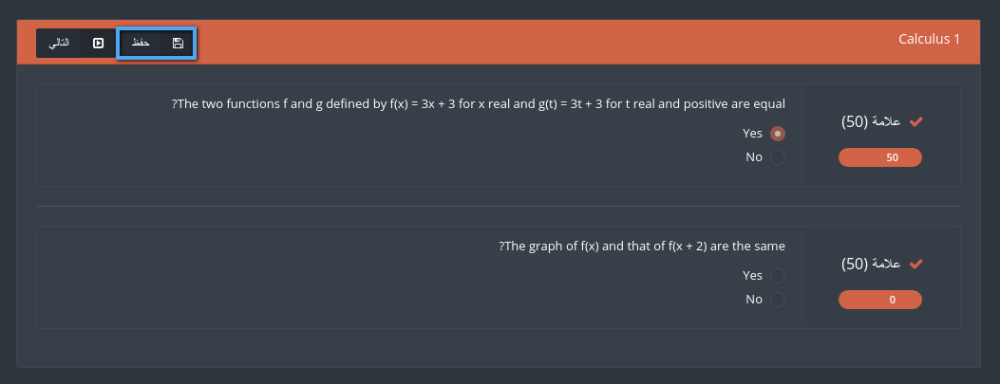 Calculus 1
حفظ
التالي
علامة (50)
50
?The two functions f and g defined by f(x) = 3x + 3 for x real and g(t) = 3t + 3 for t real and positive are equal
Yes
No
علامة (50)
0
?The graph of f(x) and that of f(x + 2) are the same
Yes
No